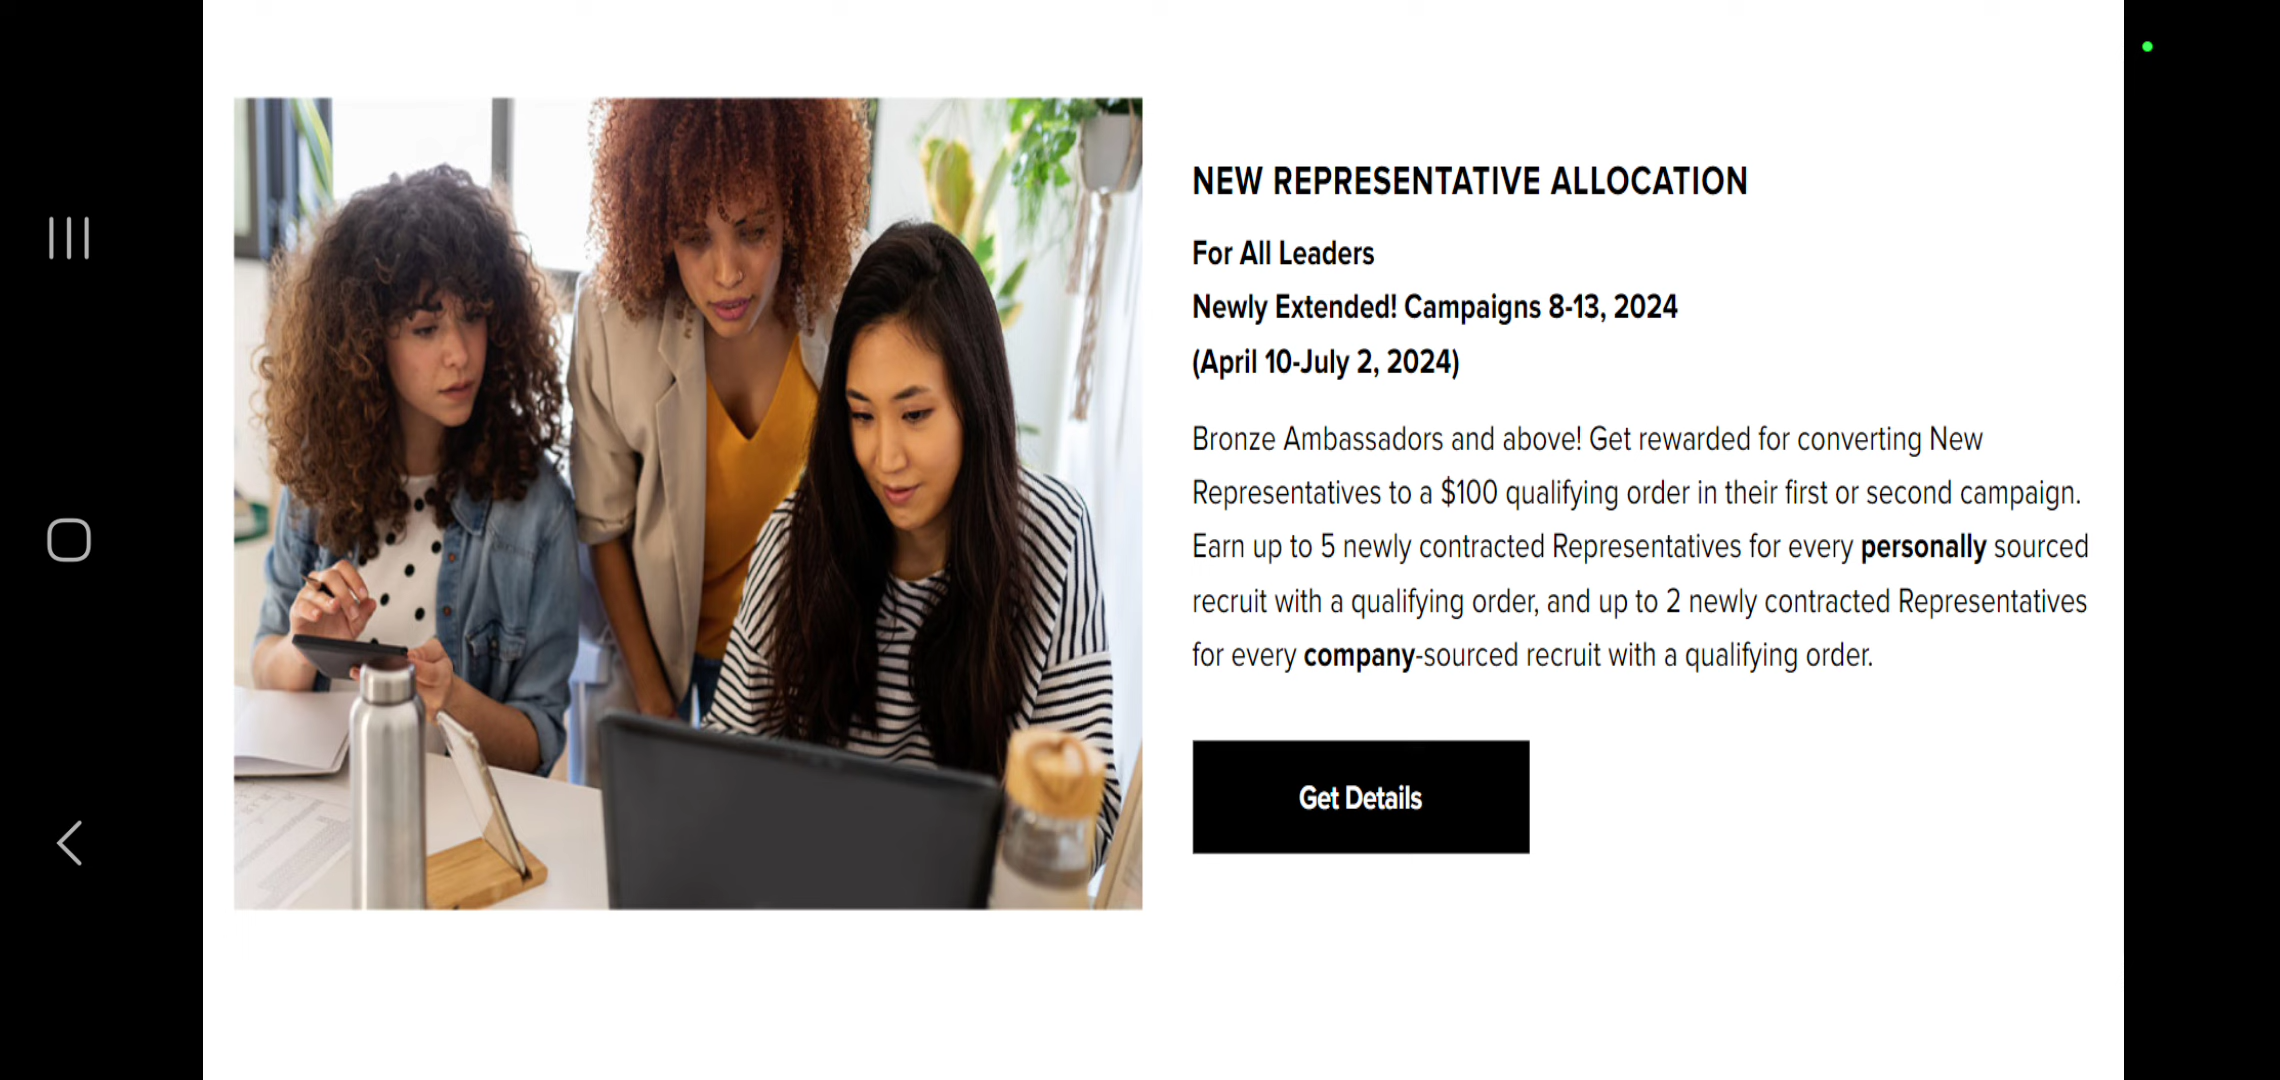 NEW REPRESENTATIVE ALLOCATION
For All Leaders
Newly Extended! Campaigns 8-13, 2024
(April 10-July 2, 2024)
Bronze Ambassadors and above! Get rewarded for converting New
Representatives to a $100 qualifying order in their first or second campaign.
Earn up to 5 newly contracted Representatives for every personally sourced
recruit with a qualifying order, and up to 2 newly contracted Representatives
for every company-sourced recruit with a qualifying order.
Get Details